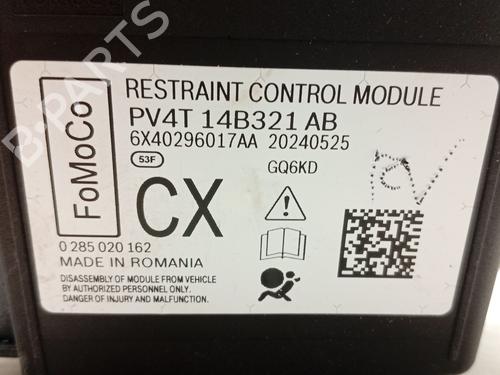 RESTRAINT CONTROL MODULE
PV4T 14B321 AB
6X40296017AA 20240525
53F
GQ6KD
FoMoCo
CX
0 285 020 162
MADE IN ROMANIA
DISASSEMBLY OF MODULE FROM VEHICLE
BY AUTHORIZED PERSONNEL ONLY.
DANGER OF INJURY AND MALFUNCTION.
B-PARTS